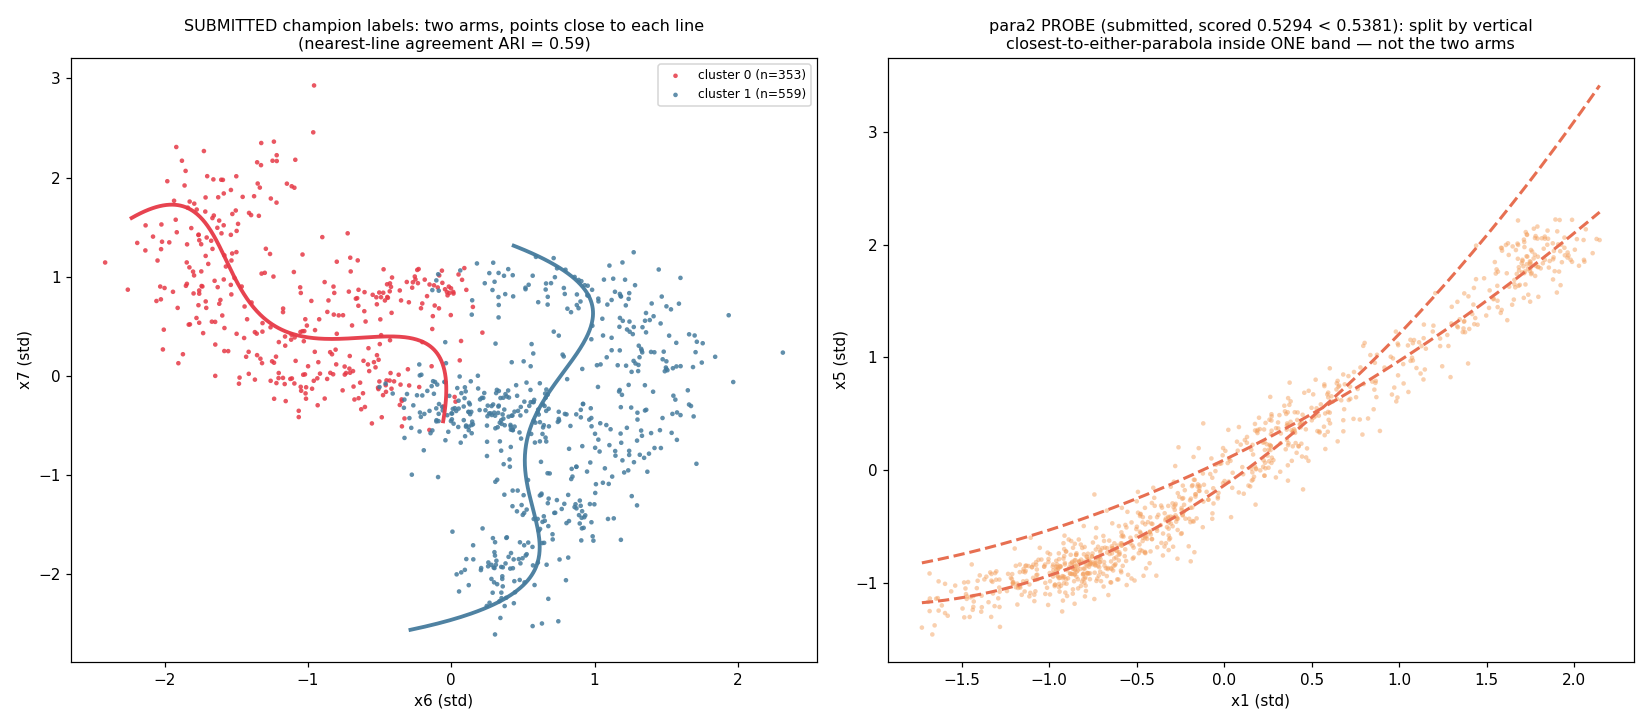 SUBMITTED champion labels: two arms, points close to each line
(nearest-line agreement ARI = 0.59)
cluster 0 (n=353)
cluster 1 (n=559)
3
2
1
0
−1
−2
x7 (std)
−2
−1
0
1
2
x6 (std)
para2 PROBE (submitted, scored 0.5294 < 0.5381): split by vertical
closest-to-either-parabola inside ONE band — not the two arms
3
2
1
0
−1
x5 (std)
−1.5
−1.0
−0.5
0.0
0.5
1.0
1.5
2.0
x1 (std)